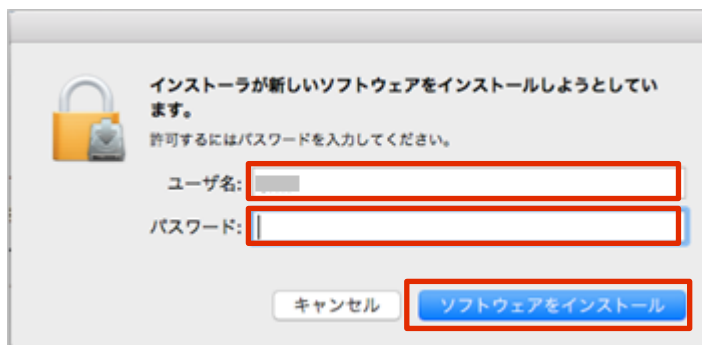 インストーラが新しいソフトウェアをインストールしようとしてい
ます。
許可するにはパスワードを入力してください。
ユーザ名:
パスワード:
キャンセル
ソフトウェアをインストール